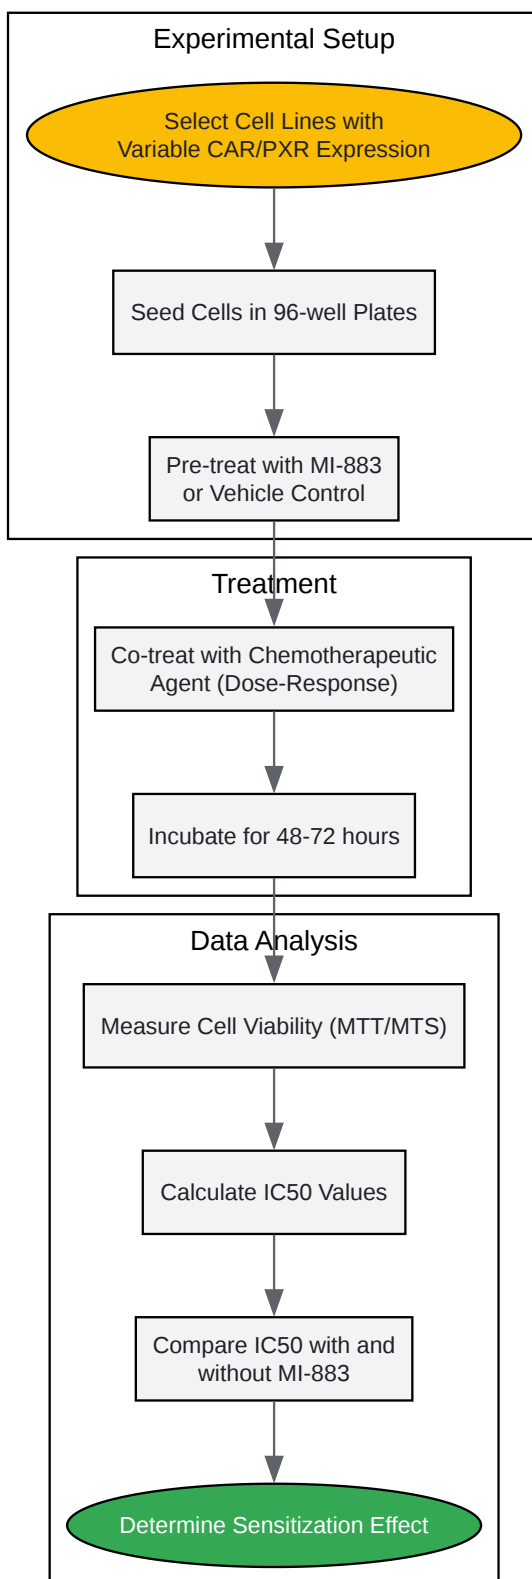 Experimental Setup
Select Cell Lines with
Variable CAR/PXR Expression
Seed Cells in 96-well Plates
Pre-treat with MI-883
or Vehicle Control
Treatment
Co-treat with Chemotherapeutic
Agent (Dose-Response)
Incubate for 48-72 hours
Data Analysis
Measure Cell Viability (MTT/MTS)
Calculate IC50 Values
Compare IC50 with and
without MI-883
Determine Sensitization Effect